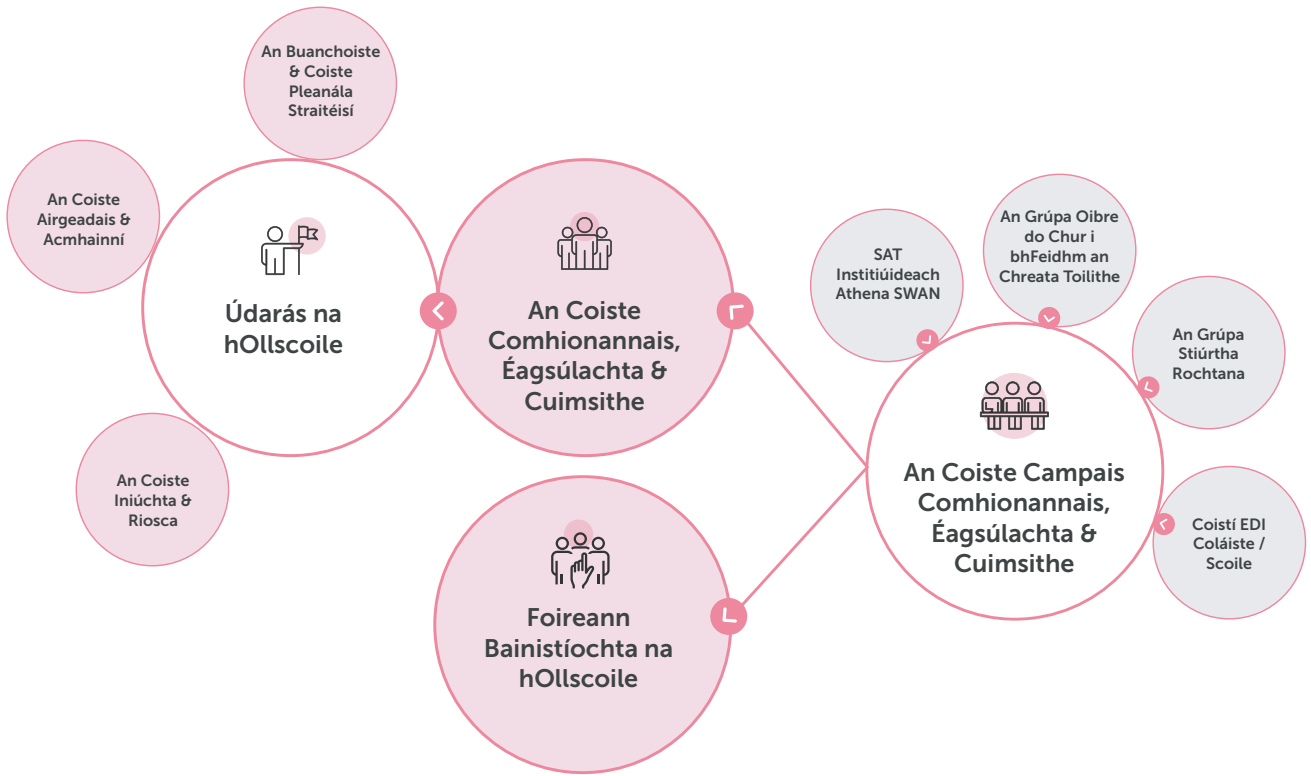 An Buanchoiste
& Coiste
Pleanála
Straitéisí
An Coiste
Airgeadais &
Acmhainní
An Coiste
Iniúchta &
Riosca
Údarás na
hOllscoile
An Coiste
Comhionannais,
Éagsúlachta &
Cuimsithe
Foireann
Bainistíochta na
hOllscoile
SAT
Institiúideach
Athena SWAN
An Grúpa Oibre
do Chur i
bhFeidhm an
Chreata Toilithe
An Grúpa
Stiúrtha
Rochtana
Coistí EDI
Coláiste /
Scoile
An Coiste Campais
Comhionannais,
Éagsúlachta &
Cuimsithe